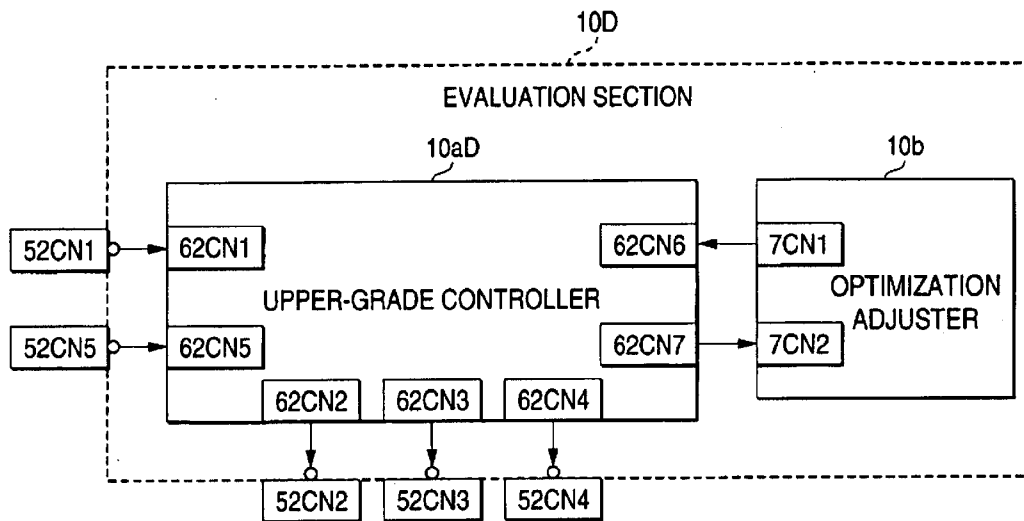 10D
EVALUATION SECTION
10aD
10b
52CN1
62CN1
62CN6
7CN1
UPPER-GRADE CONTROLLER
OPTIMIZATION
ADJUSTER
52CN5
62CN5
62CN7
7CN2
62CN2
62CN3
62CN4
52CN2
52CN3
52CN4